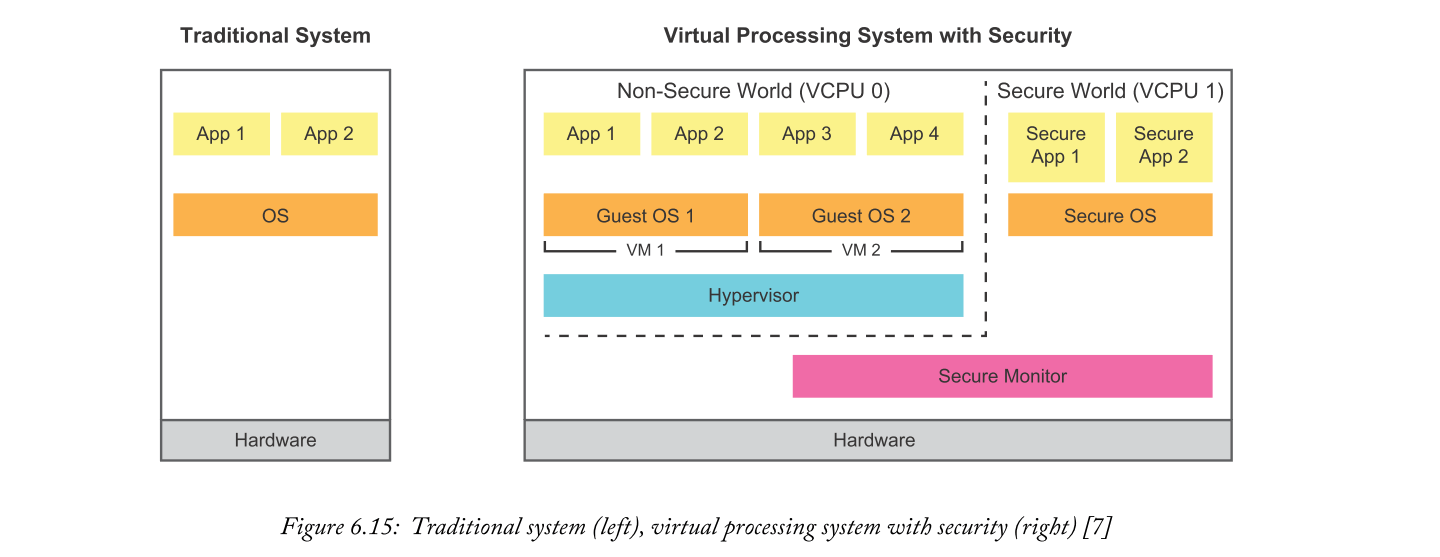 Traditional System
App 1 App 2
OS
Hardware
Virtual Processing System with Security
Non-Secure World (VCPU 0)
App 1 App 2 App 3 App 4
Guest OS 1 Guest OS 2
VM 1 VM 2
Hypervisor
Secure World (VCPU 1)
Secure
App 1
Secure
App 2
Secure OS
Secure Monitor
Hardware
Figure 6.15: Traditional system (left), virtual processing system with security (right) [7]